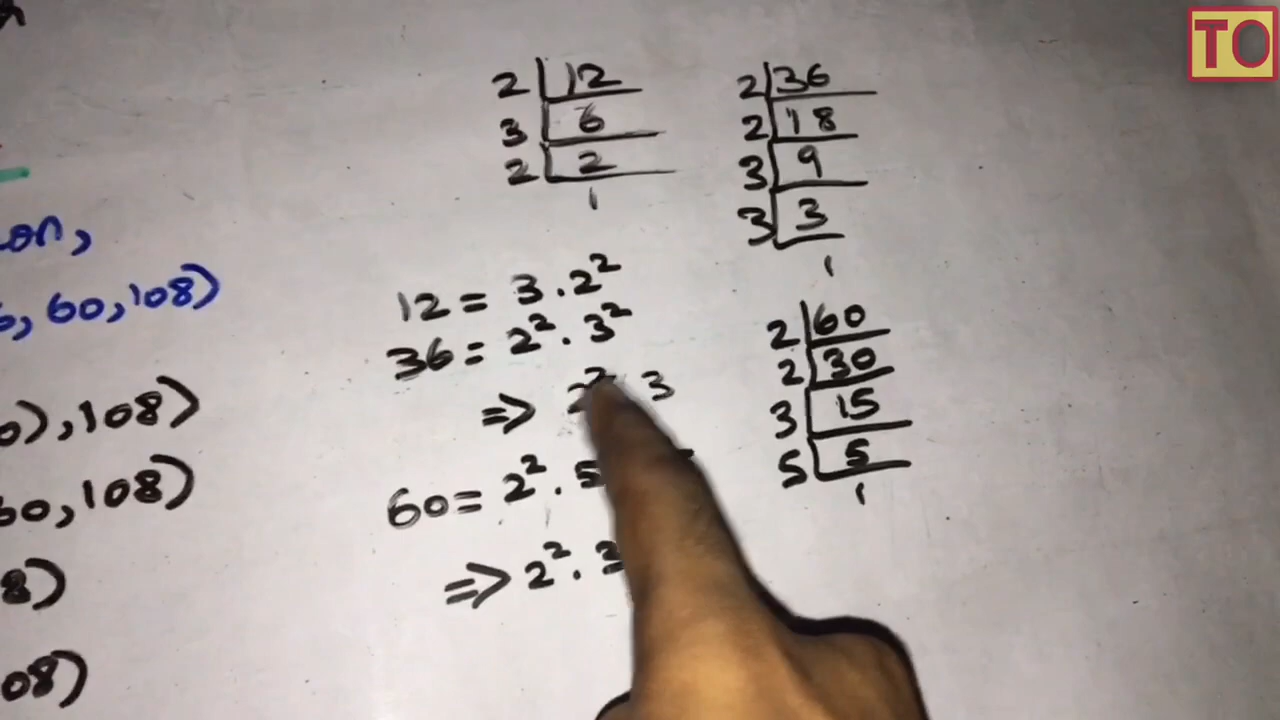 TO
2 | 12
3 | 6
2 | 2
1
2 | 36
2 | 18
3 | 9
3 | 3
1
on,
60, 108)
), 108)
60, 108)
8)
08)
12 = 3 . 2²
36 = 2² . 3²
=> 2² 3
60 = 2² . 5
=> 2² . 3
2 | 60
2 | 30
3 | 15
5 | 5
1